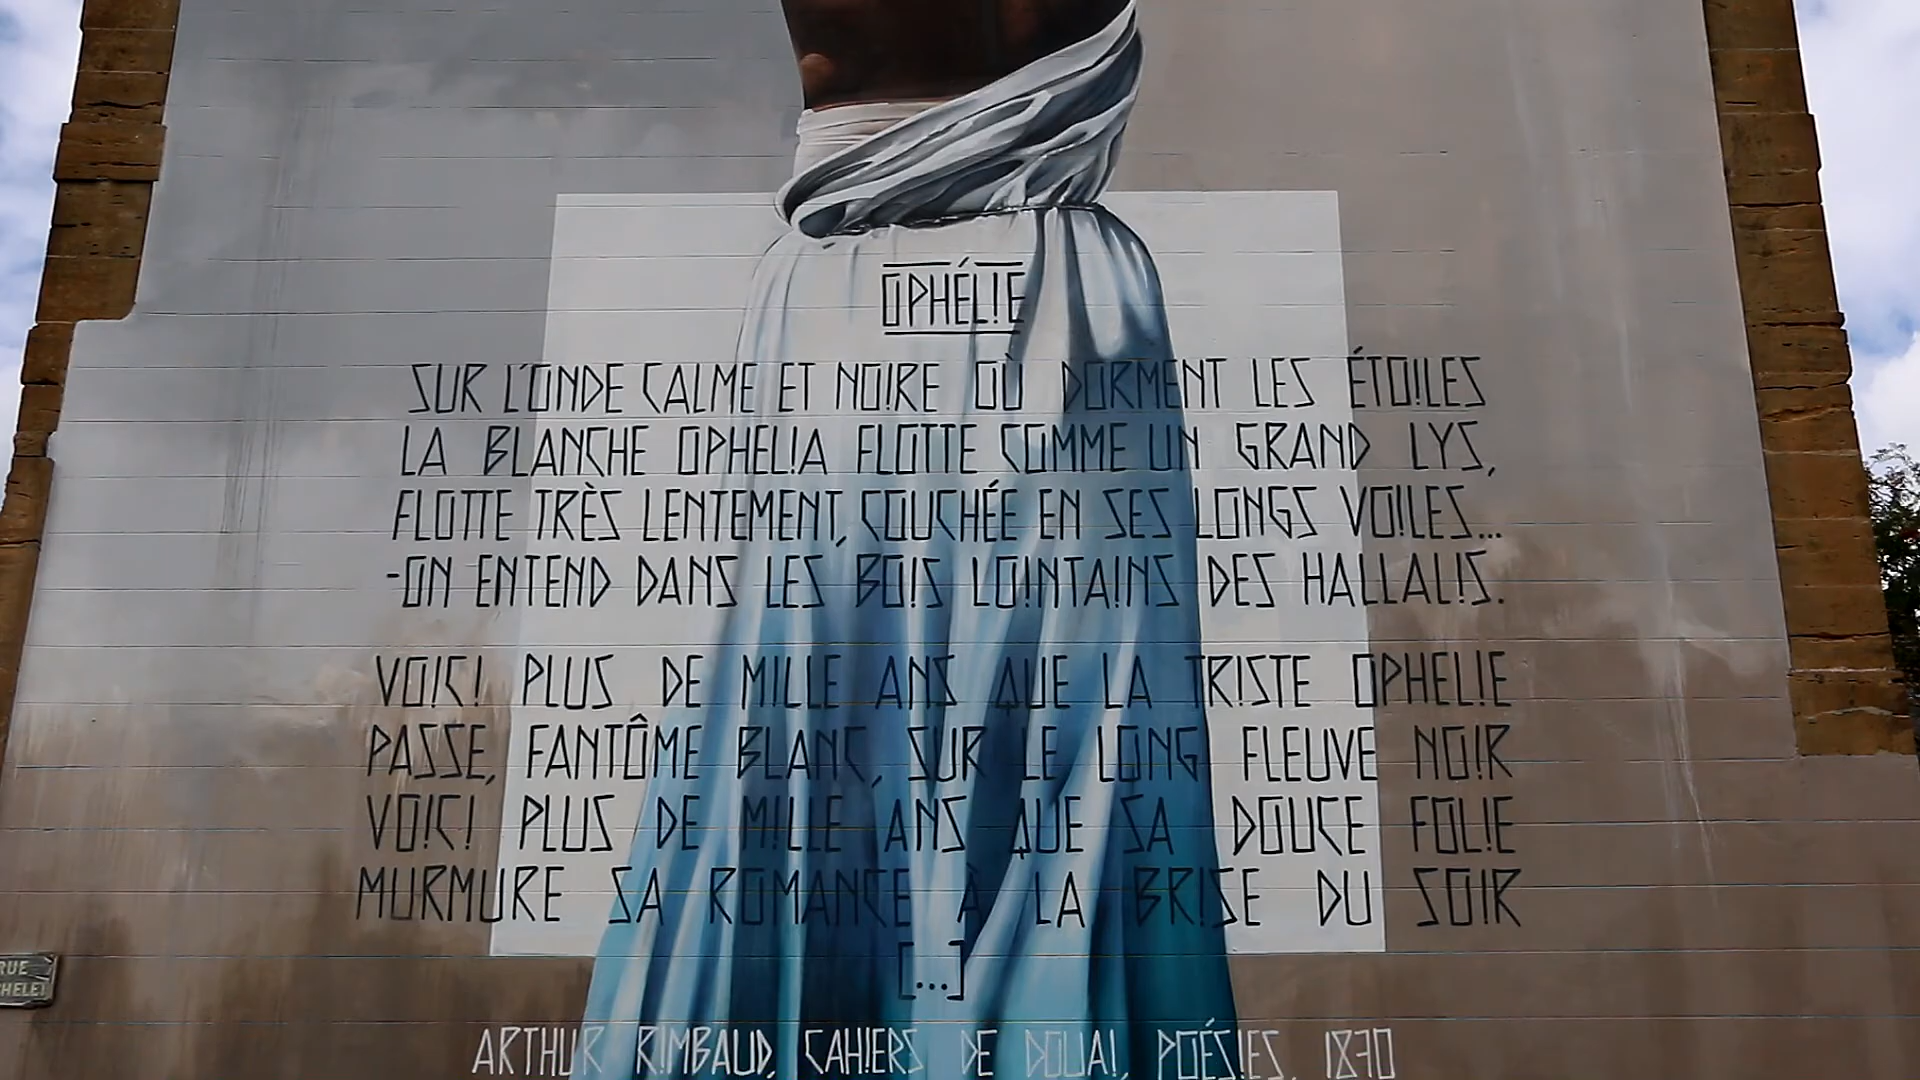 OPHÉLIE
SUR L'ONDE CALME ET NOIRE OÙ DORMENT LES ÉTOILES
LA BLANCHE OPHELIA FLOTTE COMME UN GRAND LYS,
FLOTTE TRÈS LENTEMENT, COUCHÉE EN SES LONGS VOILES...
-ON ENTEND DANS LES BOIS LOINTAINS DES HALLALIS.
VOICI PLUS DE MILLE ANS QUE LA TRISTE OPHELIE
PASSE, FANTÔME BLANC, SUR LE LONG FLEUVE NOIR
VOICI PLUS DE MILLE ANS QUE SA DOUCE FOLIE
MURMURE SA ROMANCE À LA BRISE DU SOIR
[...]
ARTHUR RIMBAUD, CAHIERS DE DOUAI, POÉSIES, 1870
RUE